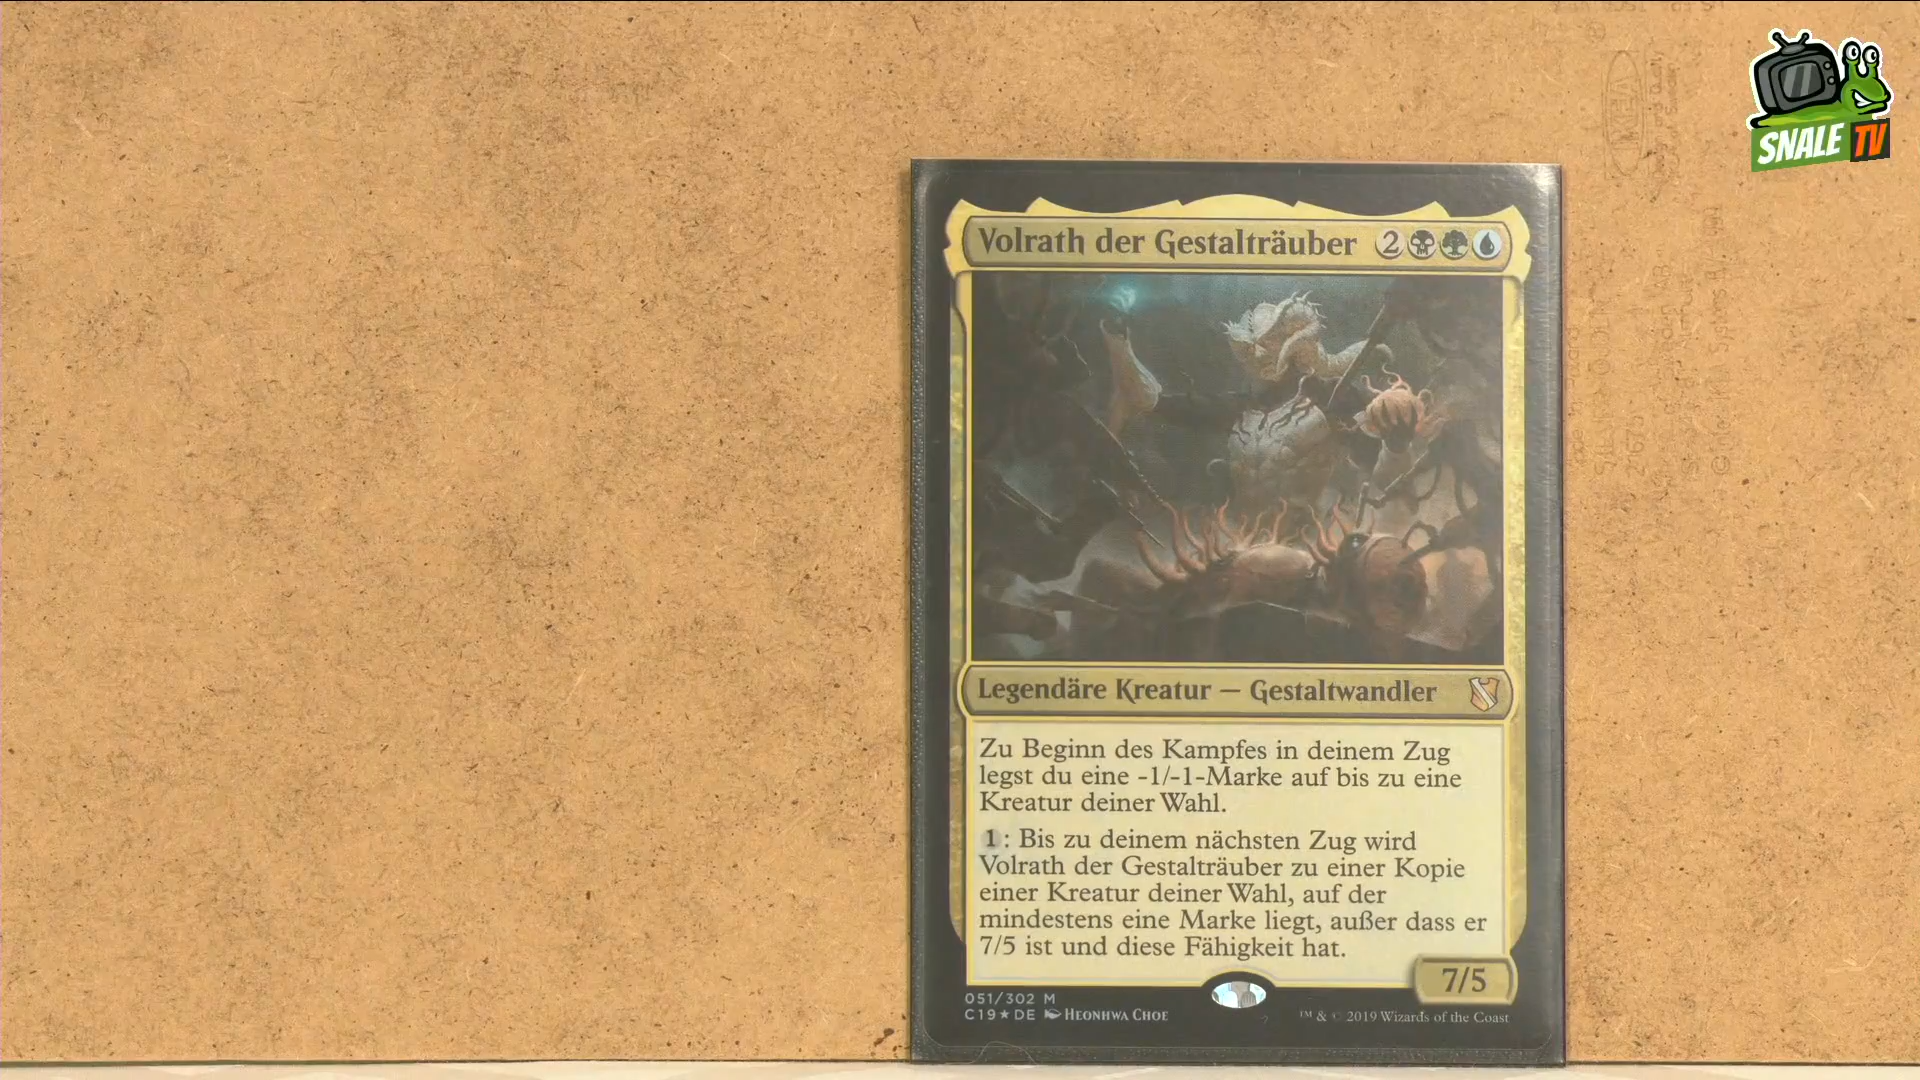 SNALE TV
Volrath der Gestalträuber 2
Legendäre Kreatur — Gestaltwandler
Zu Beginn des Kampfes in deinem Zug
legst du eine -1/-1-Marke auf bis zu eine
Kreatur deiner Wahl.
1: Bis zu deinem nächsten Zug wird
Volrath der Gestalträuber zu einer Kopie
einer Kreatur deiner Wahl, auf der
mindestens eine Marke liegt, außer dass er
7/5 ist und diese Fähigkeit hat.
7/5
051/302 M
C19★DE HEONHWA CHOE
™ & © 2019 Wizards of the Coast